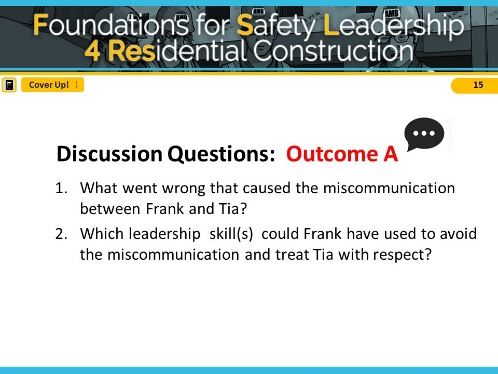 Foundations for Safety Leadership
4 Residential Construction
Cover Up!
15
Discussion Questions: Outcome A
1. What went wrong that caused the miscommunication
between Frank and Tia?
2. Which leadership skill(s) could Frank have used to avoid
the miscommunication and treat Tia with respect?